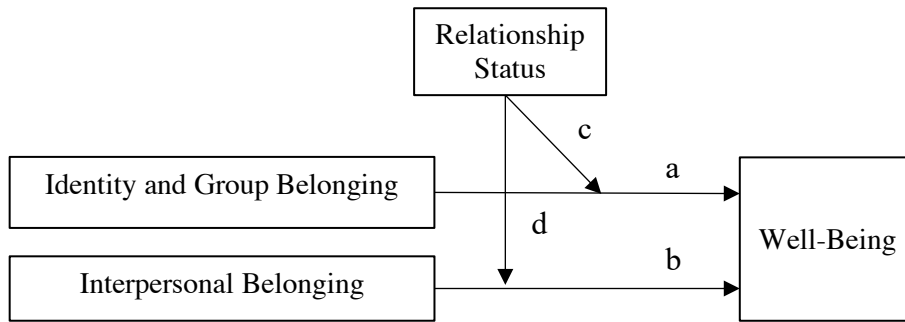 Relationship
Status
c
Identity and Group Belonging
a
d
Well-Being
Interpersonal Belonging
b